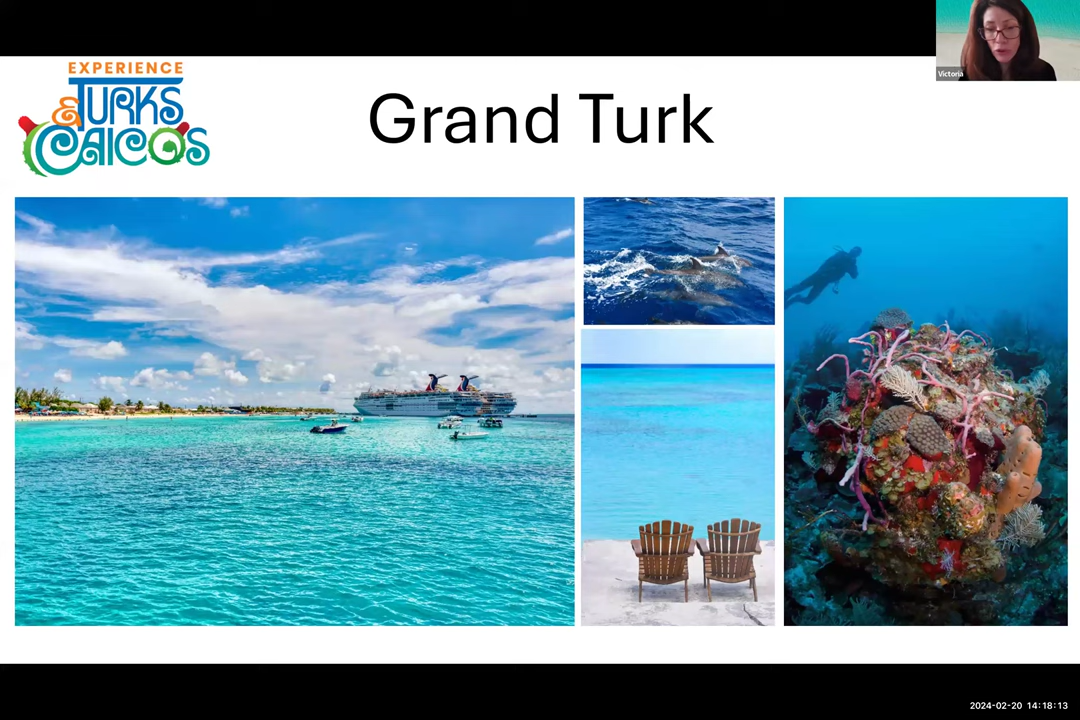 EXPERIENCE
TURKS
& CAICOS
Grand Turk
Victoria
2024-02-20 14:18:13